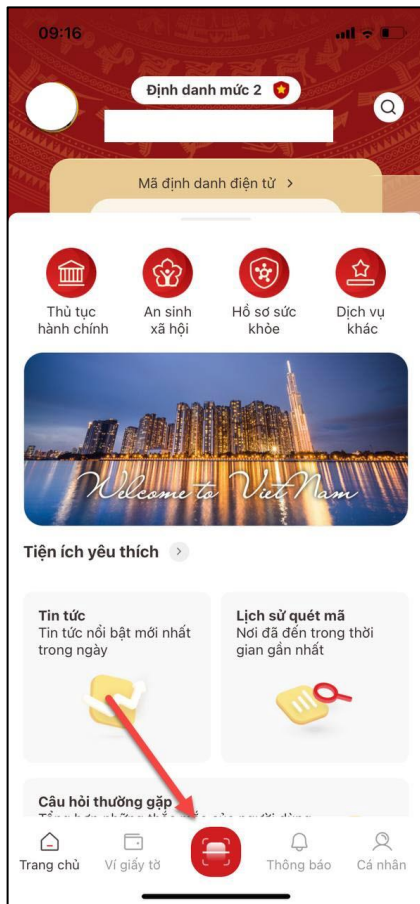 09:16
Định danh mức 2
Mã định danh điện tử >
Thủ tục
hành chính
An sinh
xã hội
Hồ sơ sức
khỏe
Dịch vụ
khác
Welcome to Viet Nam
Tiện ích yêu thích >
Tin tức
Tin tức nổi bật mới nhất
trong ngày
Lịch sử quét mã
Nơi đã đến trong thời
gian gần nhất
Câu hỏi thường gặp
Trang chủ
Ví giấy tờ
Thông báo
Cá nhân